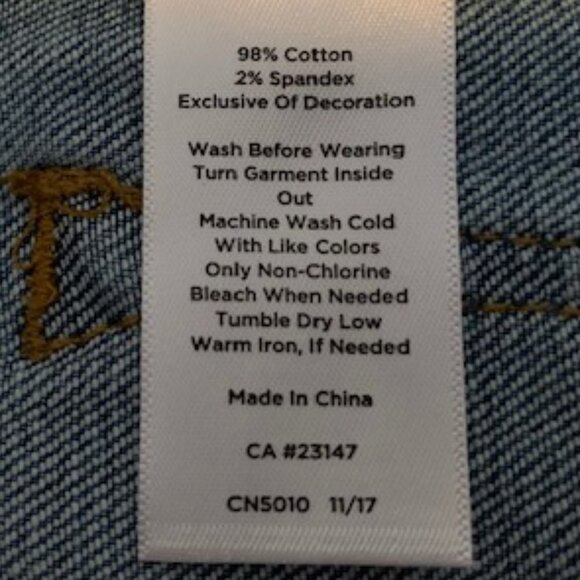 98% Cotton
2% Spandex
Exclusive Of Decoration
Wash Before Wearing
Turn Garment Inside
Out
Machine Wash Cold
With Like Colors
Only Non-Chlorine
Bleach When Needed
Tumble Dry Low
Warm Iron, If Needed
Made In China
CA #23147
CN5010 11/17